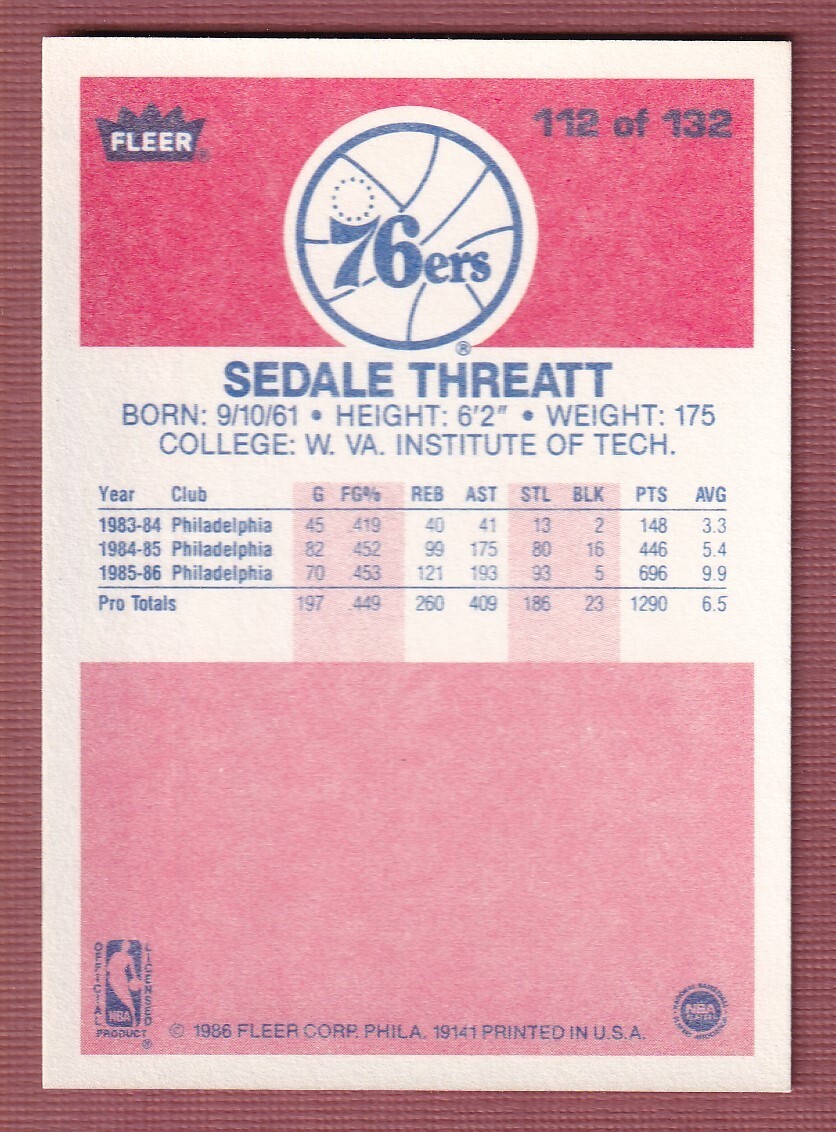 FLEER®
112 of 132
76ers
®
SEDALE THREATT
BORN: 9/10/61 • HEIGHT: 6'2" • WEIGHT: 175
COLLEGE: W. VA. INSTITUTE OF TECH.
Year Club G FG% REB AST STL BLK PTS AVG
1983-84 Philadelphia 45 .419 40 41 13 2 148 3.3
1984-85 Philadelphia 82 .452 99 175 80 16 446 5.4
1985-86 Philadelphia 70 .453 121 193 93 5 696 9.9
Pro Totals 197 .449 260 409 186 23 1290 6.5
OFFICIAL
LICENSED
NBA
PRODUCT
®
© 1986 FLEER CORP. PHILA. 19141 PRINTED IN U.S.A.
NBA